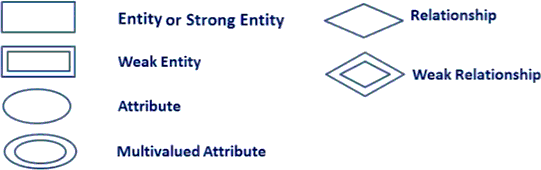 Entity or Strong Entity
Weak Entity
Attribute
Multivalued Attribute
Relationship
Weak Relationship